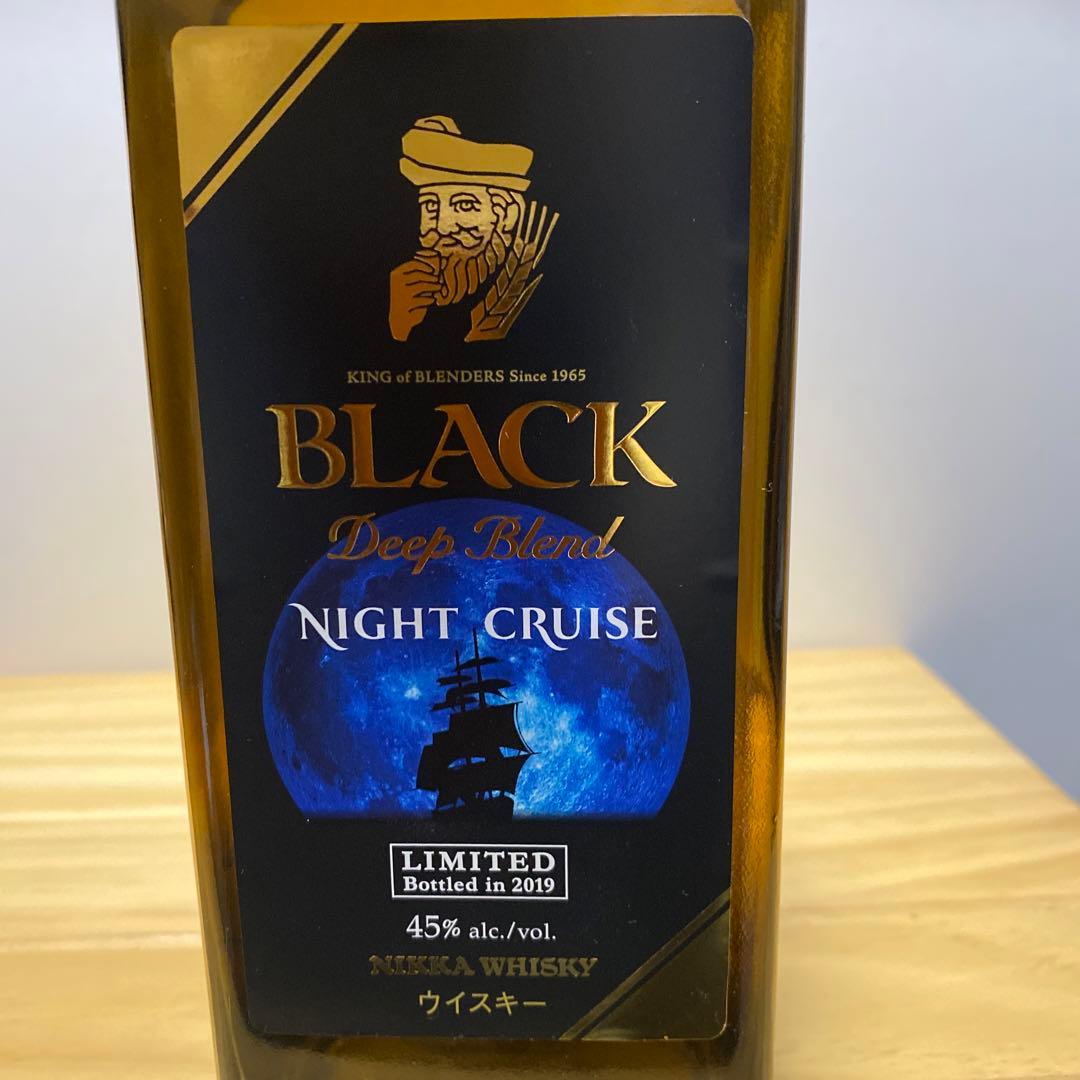 KING of BLENDERS Since 1965
BLACK
Deep Blend
NIGHT CRUISE
LIMITED
Bottled in 2019
45% alc./vol.
NIKKA WHISKY
ウイスキー